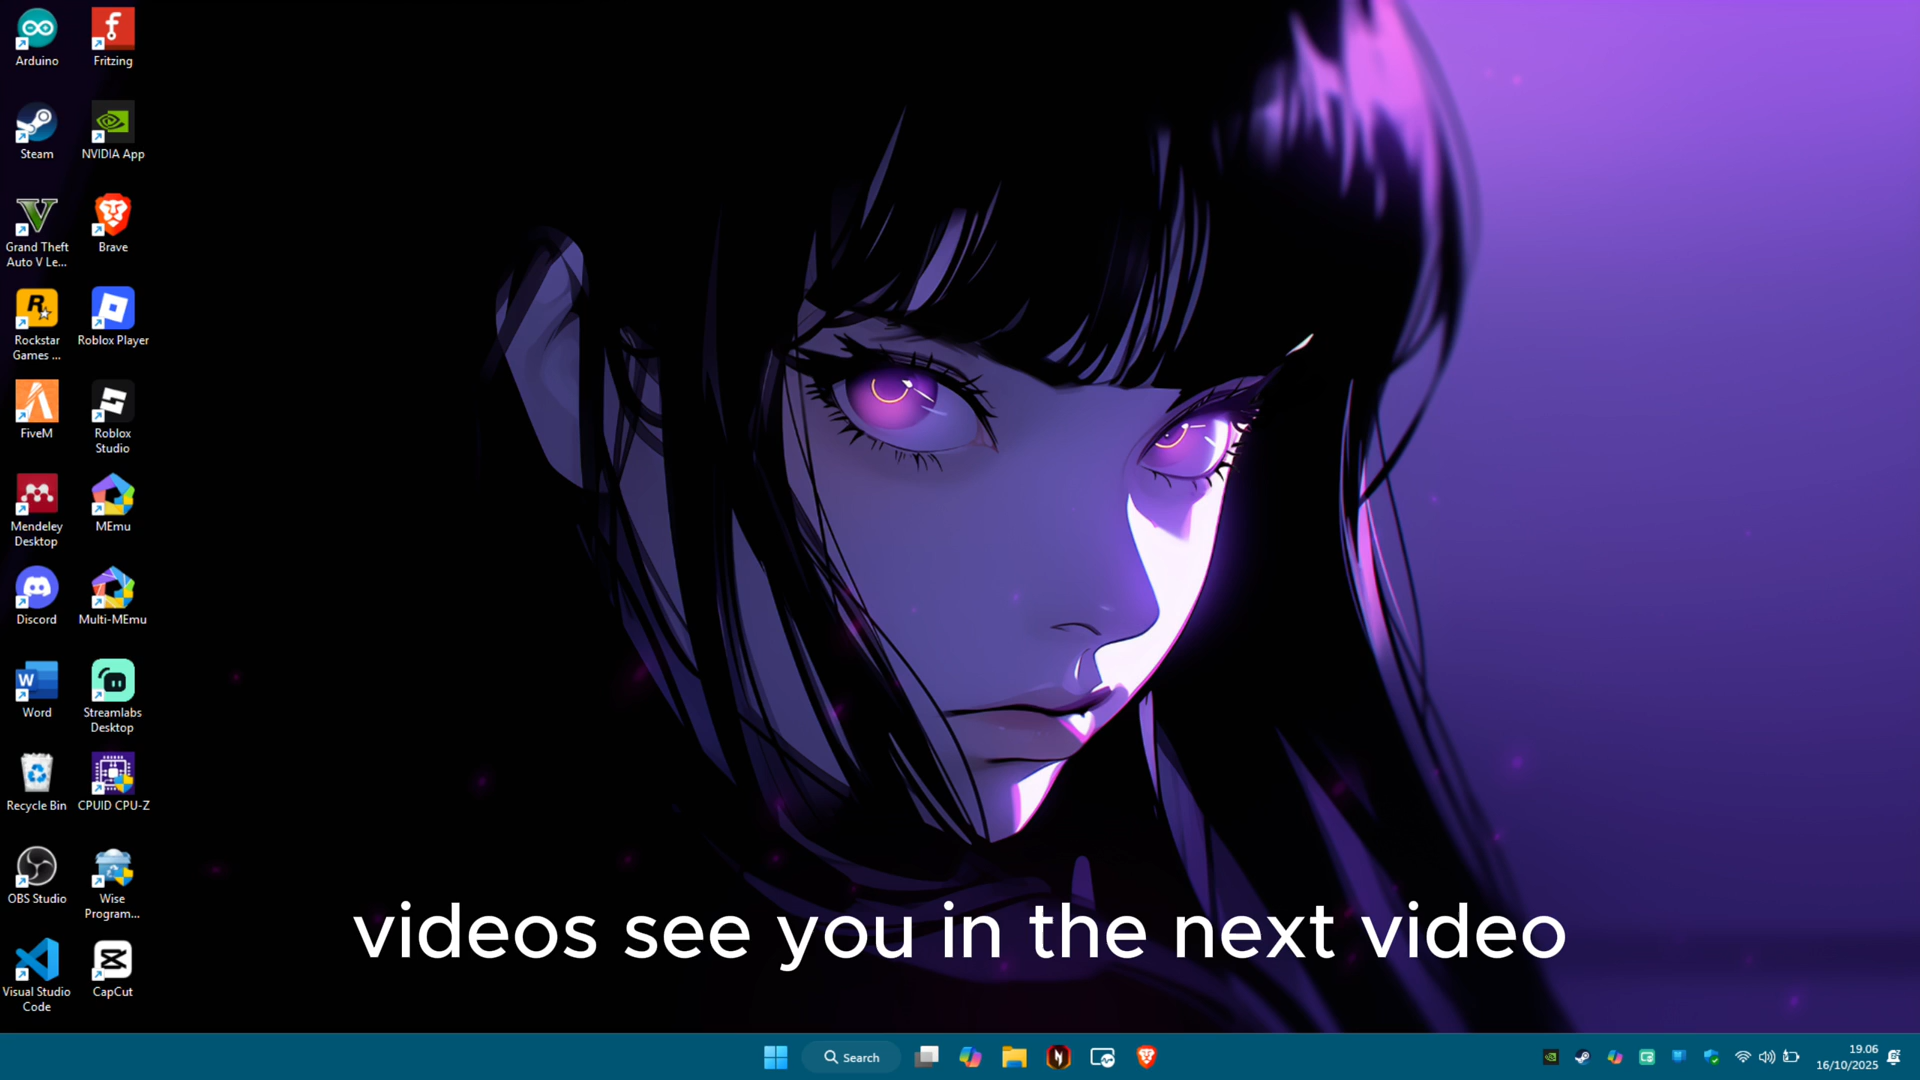 Arduino
Fritzing
Steam
NVIDIA App
Grand Theft
Auto V Le...
Brave
Rockstar
Games ...
Roblox Player
FiveM
Roblox
Studio
Mendeley
Desktop
MEmu
Discord
Multi-MEmu
Word
Streamlabs
Desktop
Recycle Bin
CPUID CPU-Z
OBS Studio
Wise
Program...
Visual Studio
Code
CapCut
videos see you in the next video
Search
19.06
16/10/2025